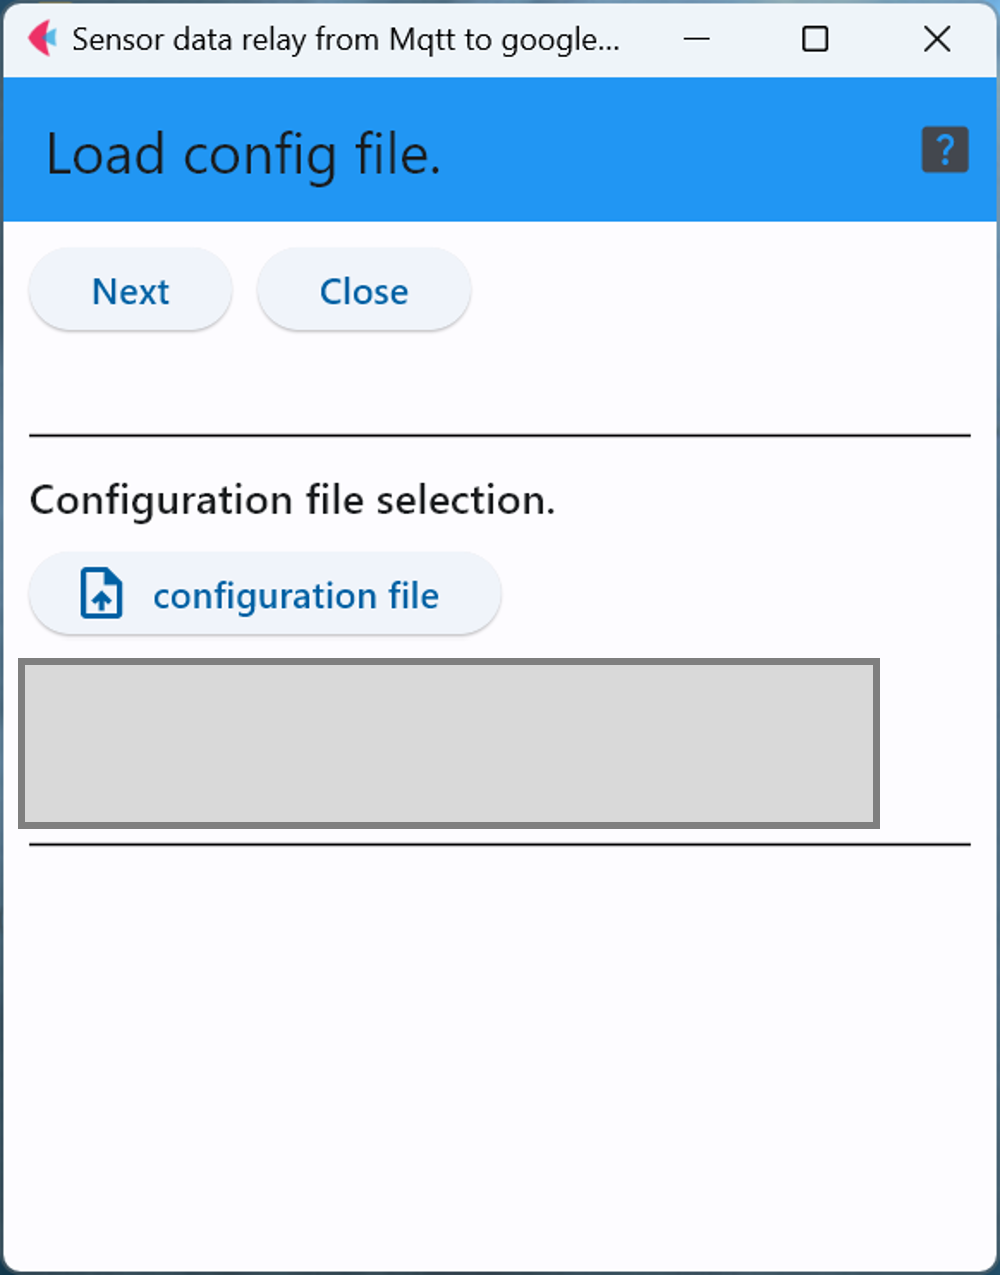 Sensor data relay from Mqtt to google...
Load config file.
?
Next Close
Configuration file selection.
configuration file